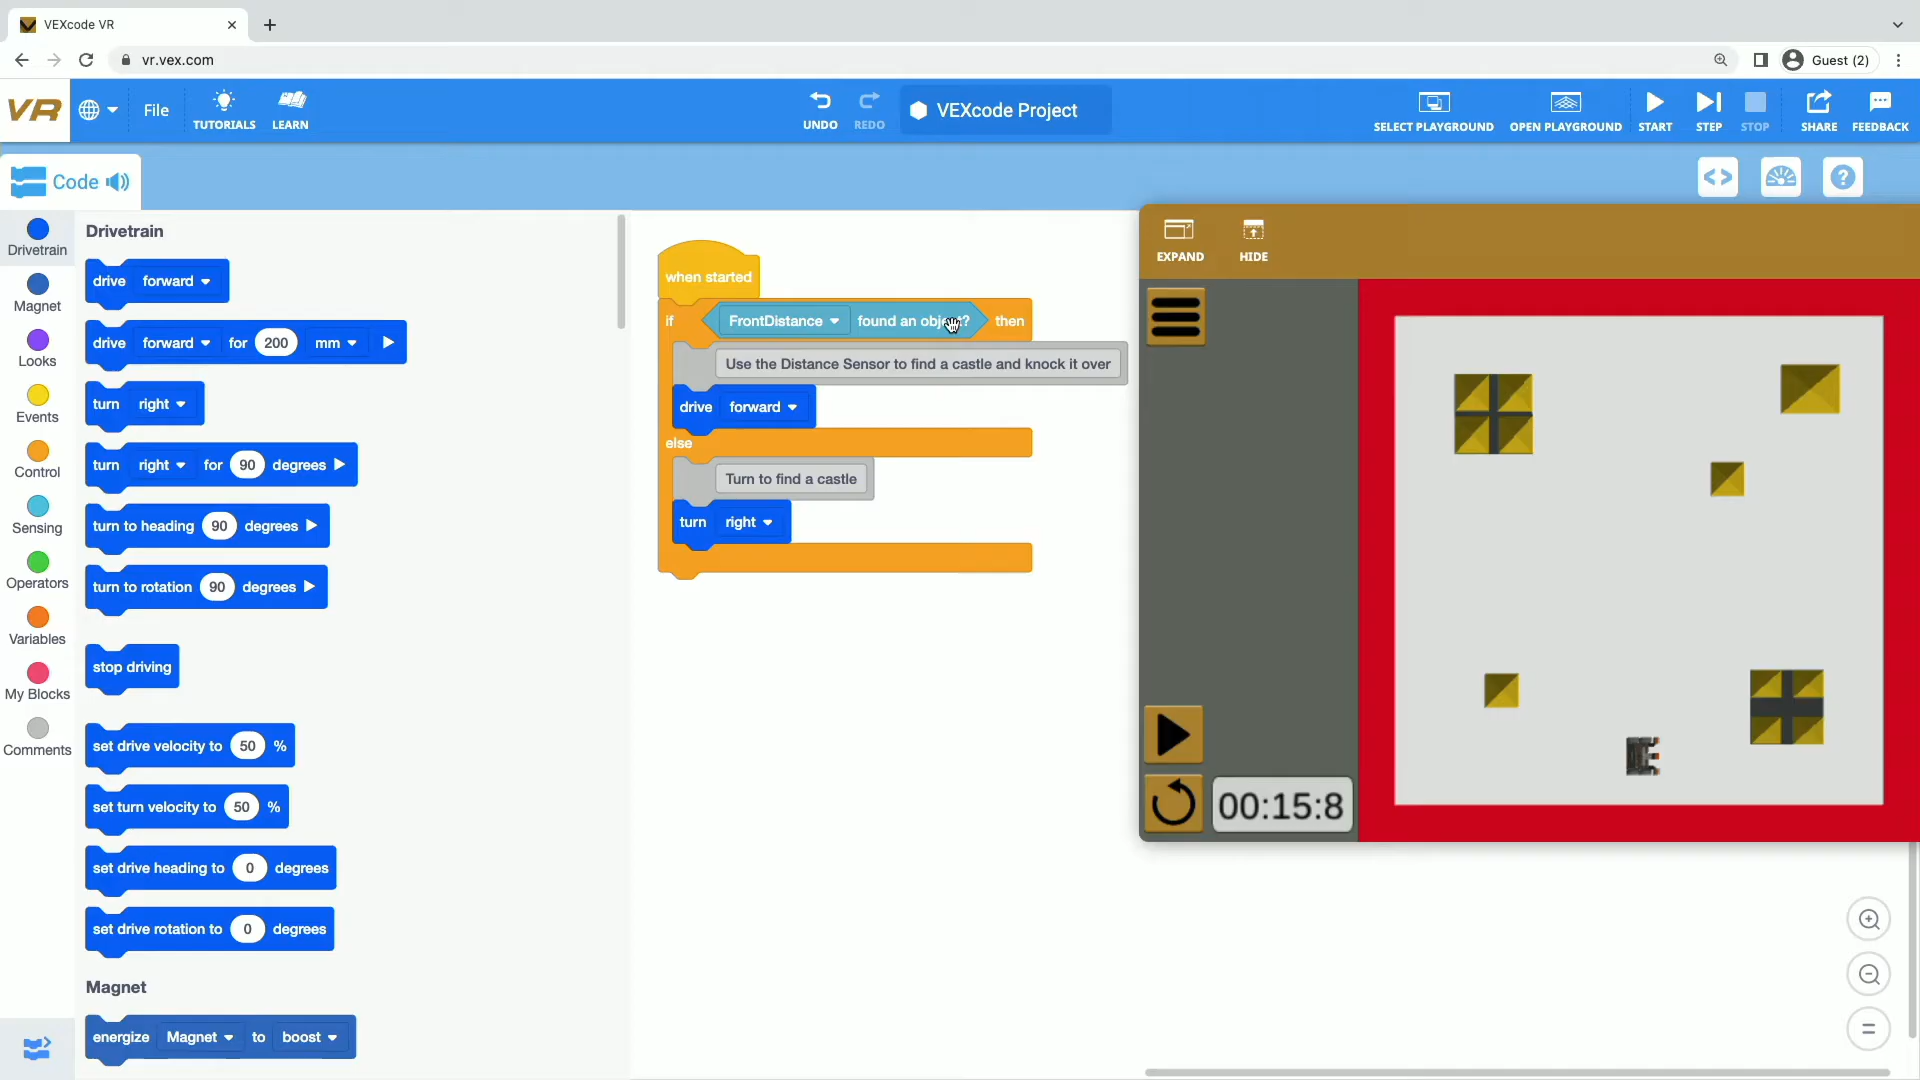 VEXcode VR
vr.vex.com
Guest (2)
VR
File
TUTORIALS
LEARN
UNDO
REDO
VEXcode Project
SELECT PLAYGROUND
OPEN PLAYGROUND
START
STEP
STOP
SHARE
FEEDBACK
Code
Drivetrain
Magnet
Looks
Events
Control
Sensing
Operators
Variables
My Blocks
Comments
Drivetrain
drive forward
drive forward for 200 mm
turn right
turn right for 90 degrees
turn to heading 90 degrees
turn to rotation 90 degrees
stop driving
set drive velocity to 50 %
set turn velocity to 50 %
set drive heading to 0 degrees
set drive rotation to 0 degrees
Magnet
energize Magnet to boost
when started
if FrontDistance found an object? then
Use the Distance Sensor to find a castle and knock it over
drive forward
else
Turn to find a castle
turn right
EXPAND
HIDE
00:15:8